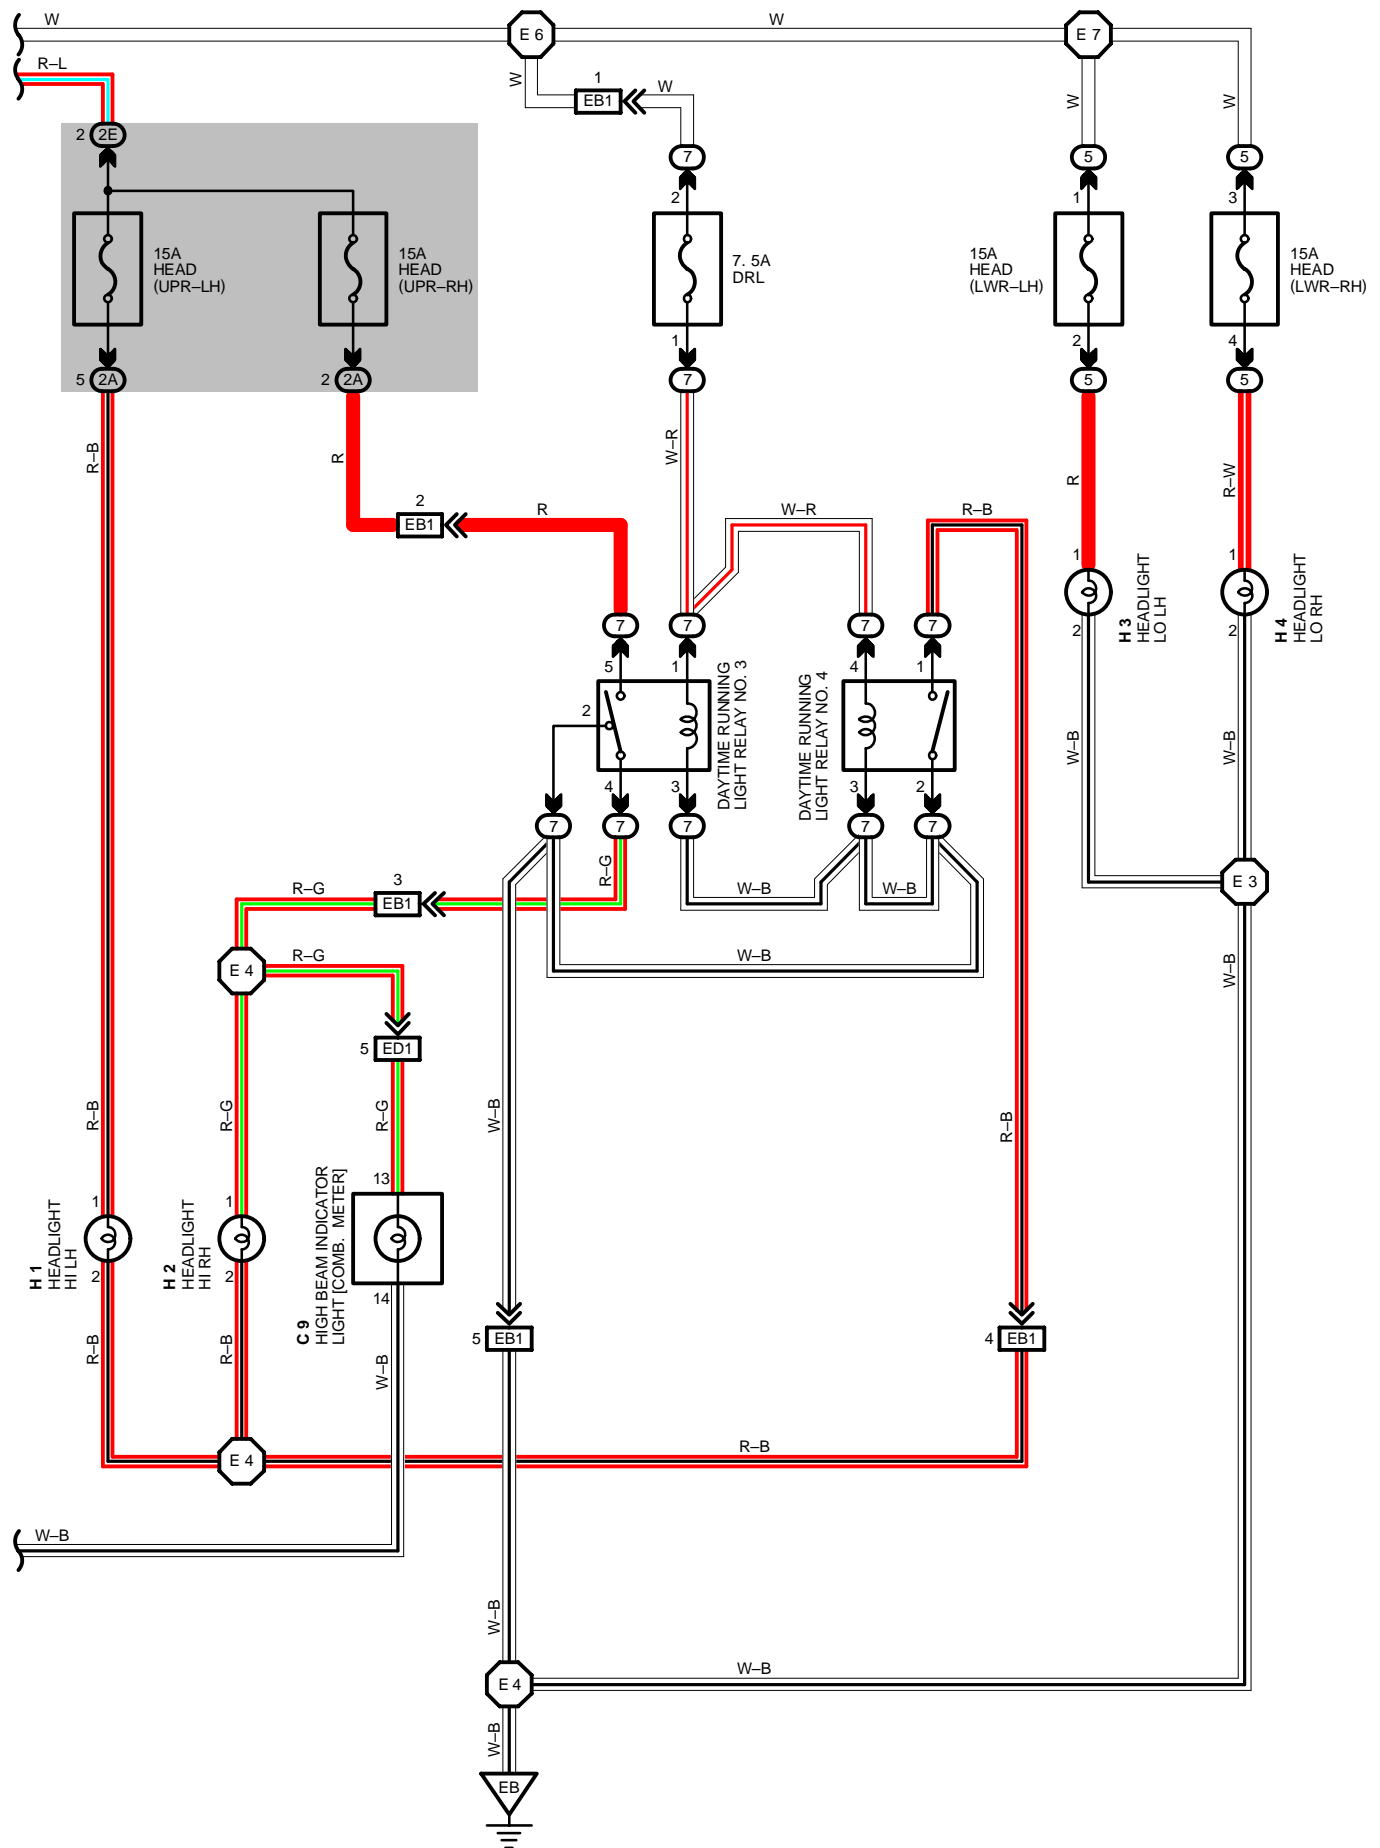 W
W
E 6
E 7
R–L
W
1
EB1
W
W
W
2
2E
7
5
5
2
1
3
15A
HEAD
(UPR–LH)
15A
HEAD
(UPR–RH)
7. 5A
DRL
15A
HEAD
(LWR–LH)
15A
HEAD
(LWR–RH)
1
2
4
5
2A
2
2A
7
5
5
R–B
R
W–R
R
R–W
2
EB1
R
W–R
R–B
1
1
H 3
HEADLIGHT
LO LH
H 4
HEADLIGHT
LO RH
2
2
7
7
7
7
5
1
4
1
2
DAYTIME RUNNING
LIGHT RELAY NO. 3
DAYTIME RUNNING
LIGHT RELAY NO. 4
W–B
W–B
4
3
3
2
7
7
7
7
7
R–G
R–G
3
EB1
W–B
W–B
E 3
E 4
R–G
W–B
W–B
5
ED1
R–B
R–G
R–G
W–B
R–B
13
1
1
H 1
HEADLIGHT
HI LH
H 2
HEADLIGHT
HI RH
C 9
HIGH BEAM INDICATOR
LIGHT [COMB. METER]
2
2
14
R–B
R–B
W–B
5
EB1
4
EB1
E 4
R–B
W–B
W–B
E 4
W–B
W–B
EB